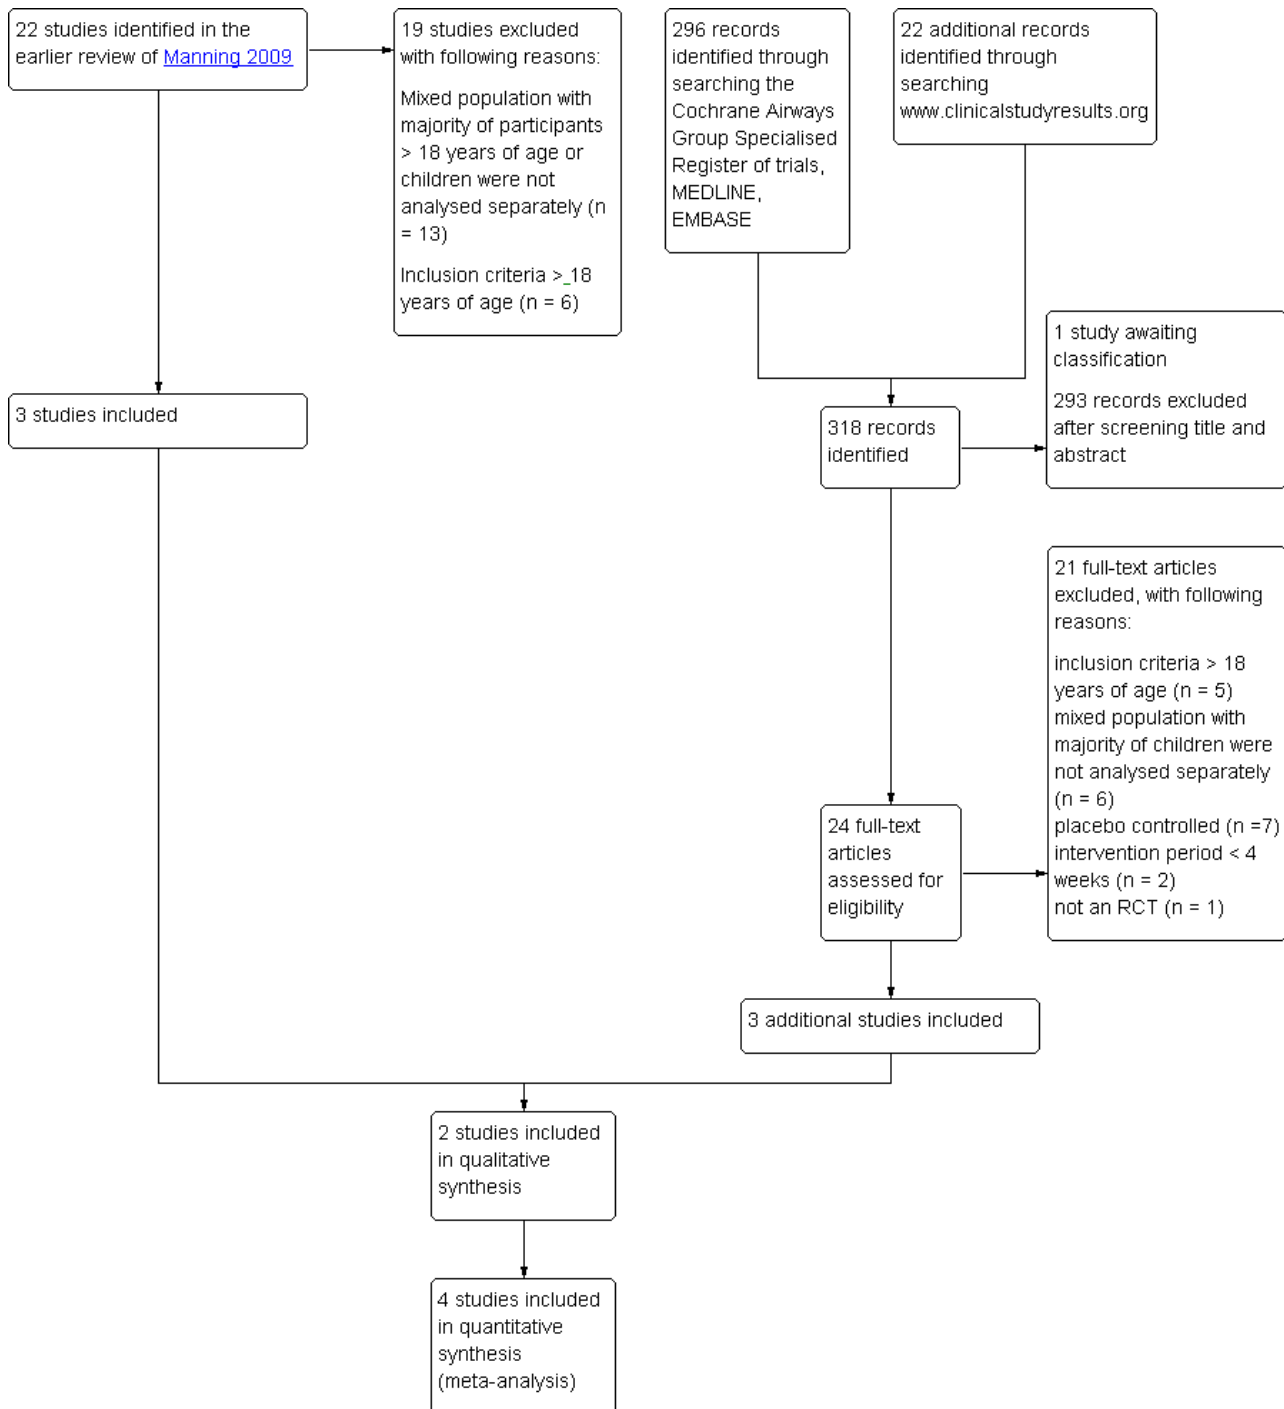 22 studies identified in the
earlier review of Manning 2009
19 studies excluded
with following reasons:
Mixed population with
majority of participants
> 18 years of age or
children were not
analysed separately (n
= 13)
Inclusion criteria > 18
years of age (n = 6)
296 records
identified through
searching the
Cochrane Airways
Group Specialised
Register of trials,
MEDLINE,
EMBASE
22 additional records
identified through
searching
www.clinicalstudyresults.org
3 studies included
318 records
identified
1 study awaiting
classification
293 records excluded
after screening title and
abstract
24 full-text
articles
assessed for
eligibility
21 full-text articles
excluded, with following
reasons:
inclusion criteria > 18
years of age (n = 5)
mixed population with
majority of children were
not analysed separately
(n = 6)
placebo controlled (n =7)
intervention period < 4
weeks (n = 2)
not an RCT (n = 1)
3 additional studies included
2 studies included
in qualitative
synthesis
4 studies included
in quantitative
synthesis
(meta-analysis)